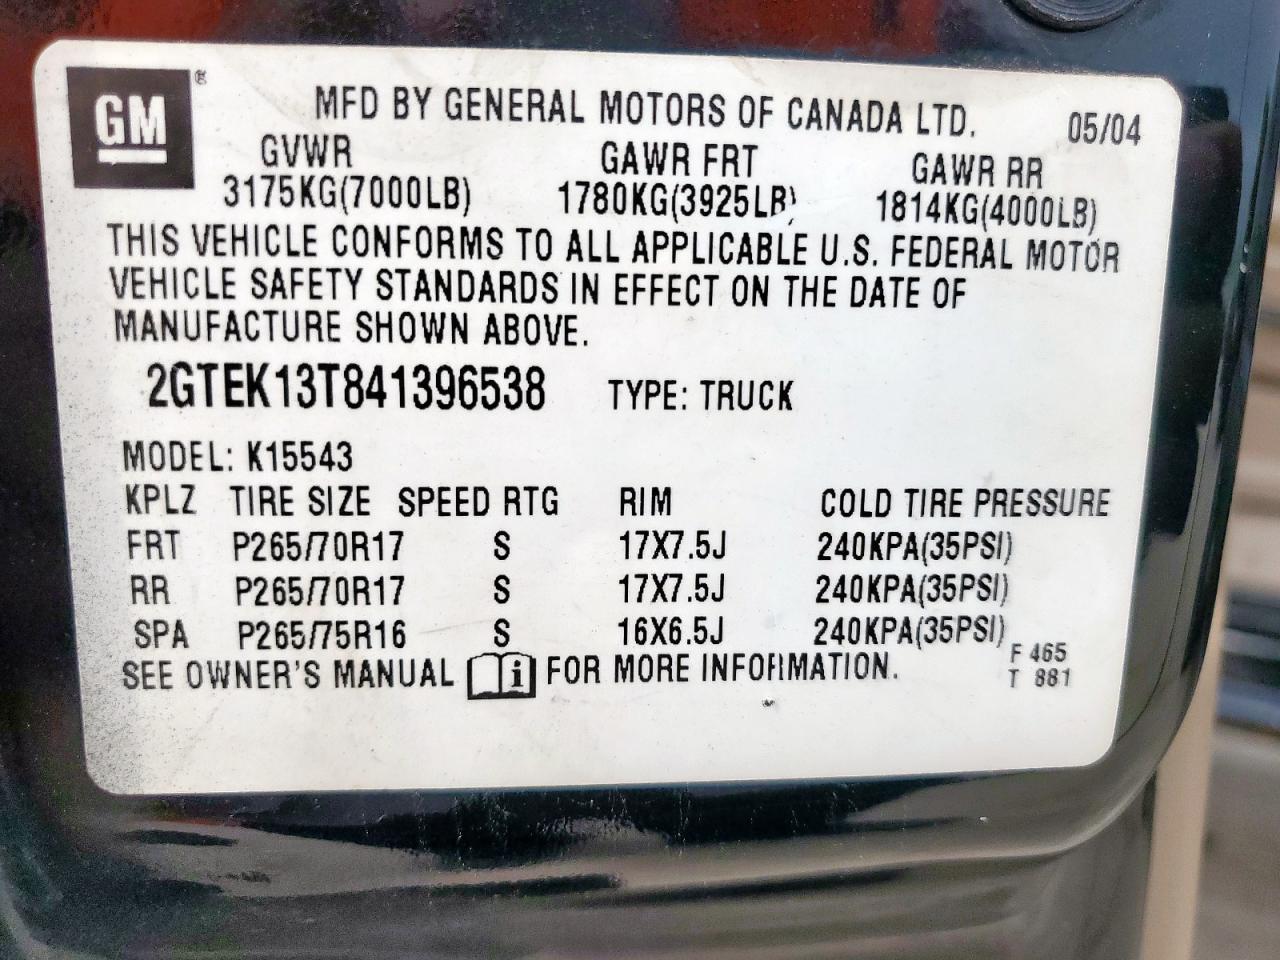 GM ®
MFD BY GENERAL MOTORS OF CANADA LTD. 05/04
GVWR GAWR FRT GAWR RR
3175KG(7000LB) 1780KG(3925LB) 1814KG(4000LB)
THIS VEHICLE CONFORMS TO ALL APPLICABLE U.S. FEDERAL MOTOR
VEHICLE SAFETY STANDARDS IN EFFECT ON THE DATE OF
MANUFACTURE SHOWN ABOVE.
2GTEK13T841396538 TYPE: TRUCK
MODEL: K15543
KPLZ TIRE SIZE SPEED RTG RIM COLD TIRE PRESSURE
FRT P265/70R17 S 17X7.5J 240KPA(35PSI)
RR P265/70R17 S 17X7.5J 240KPA(35PSI)
SPA P265/75R16 S 16X6.5J 240KPA(35PSI)
SEE OWNER'S MANUAL i FOR MORE INFORMATION.
F 465
T 881